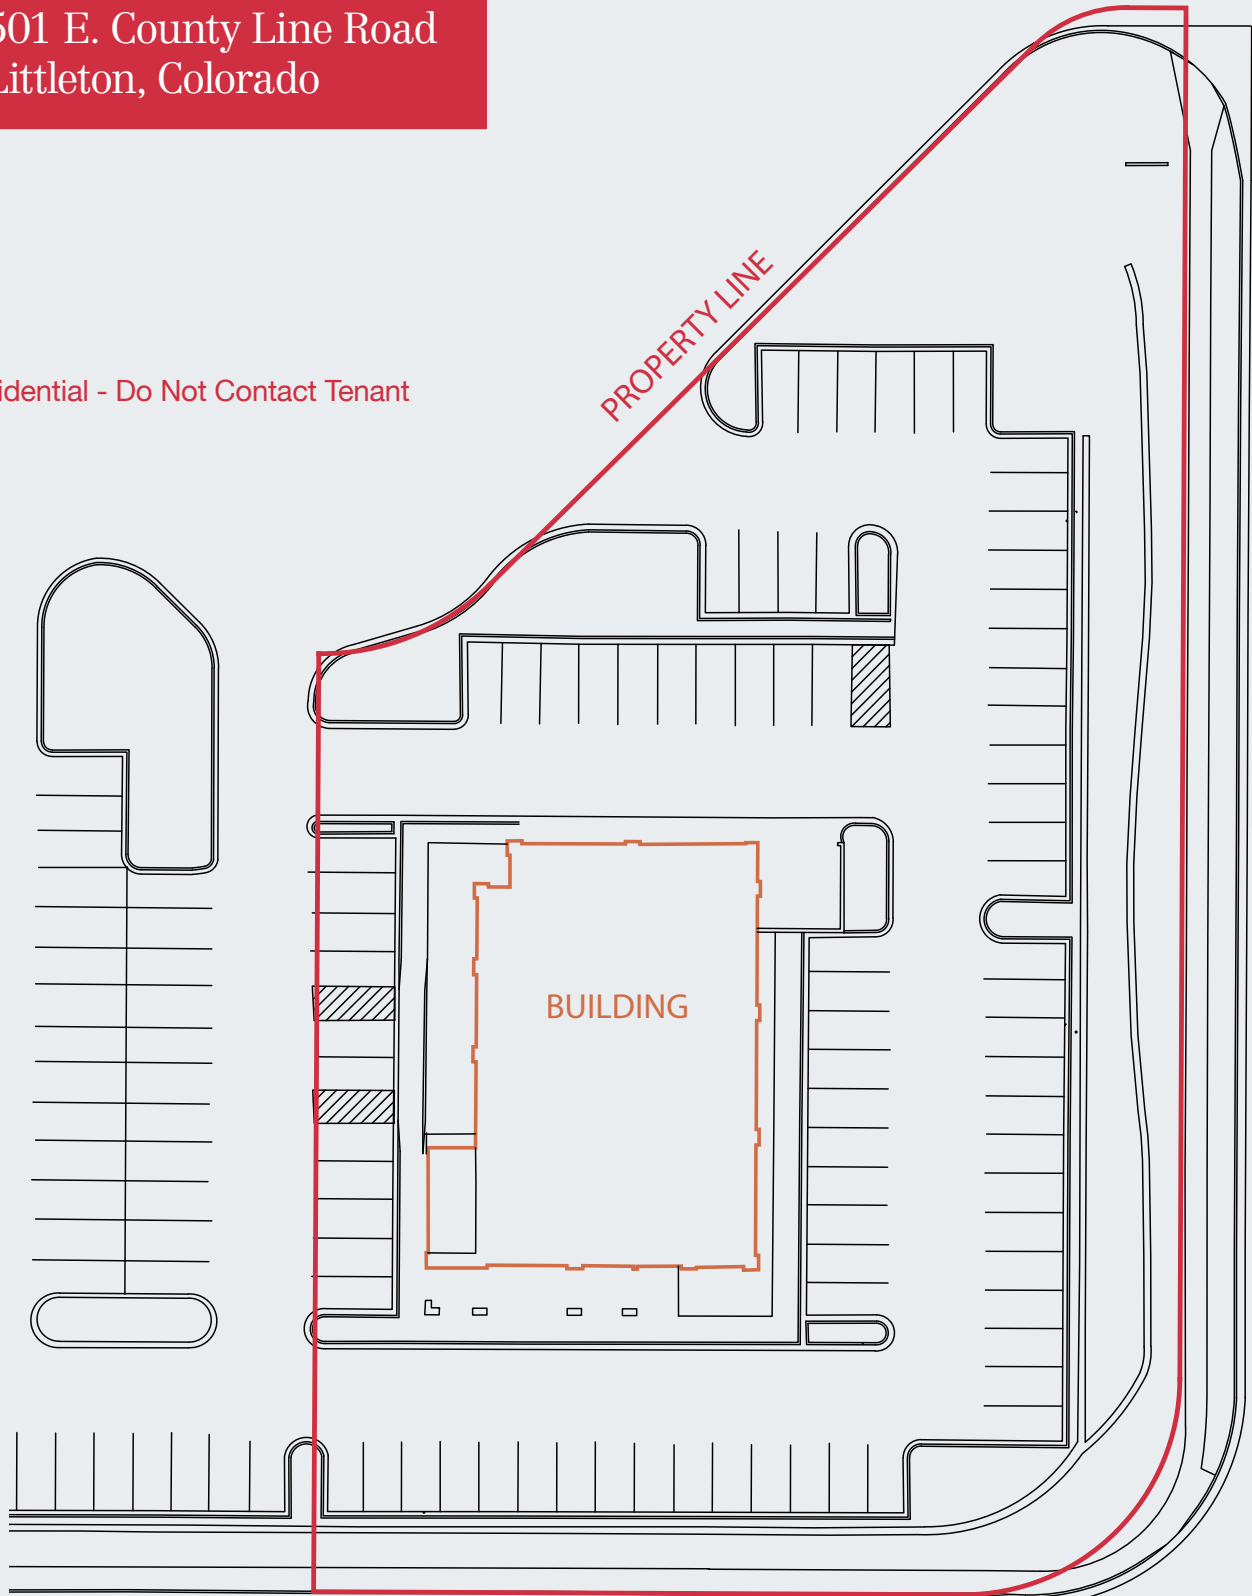 501 E. County Line Road
Littleton, Colorado
PROPERTY LINE
idential - Do Not Contact Tenant
BUILDING